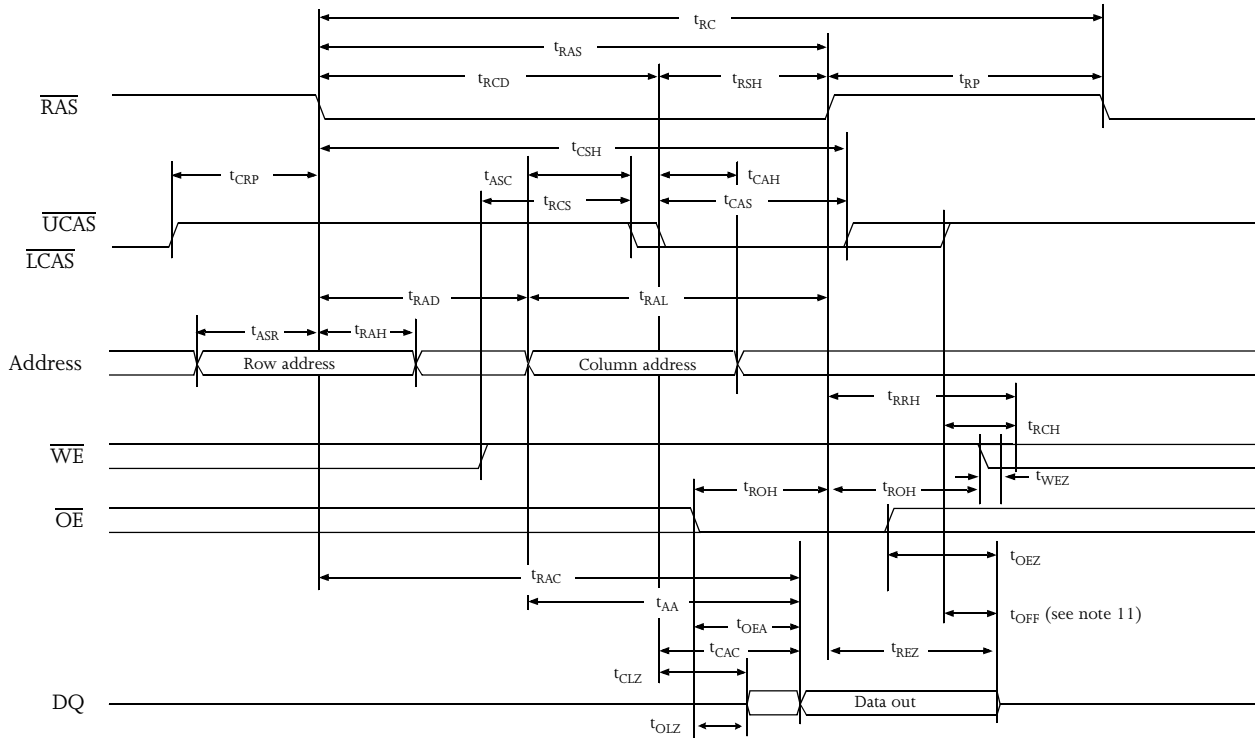 tRC
tRAS
tRCD tRSH tRP
RAS
tCSH
tCRP tASC tCAH
tRCS tCAS
UCAS
LCAS
tRAD tRAL
tASR tRAH
Address Row address Column address
tRRH
tRCH
WE
tWEZ
tROH tROH
OE
tOEZ
tRAC
tAA
tOFF (see note 11)
tOEA
tCAC tREZ
tCLZ
DQ Data out
tOLZ